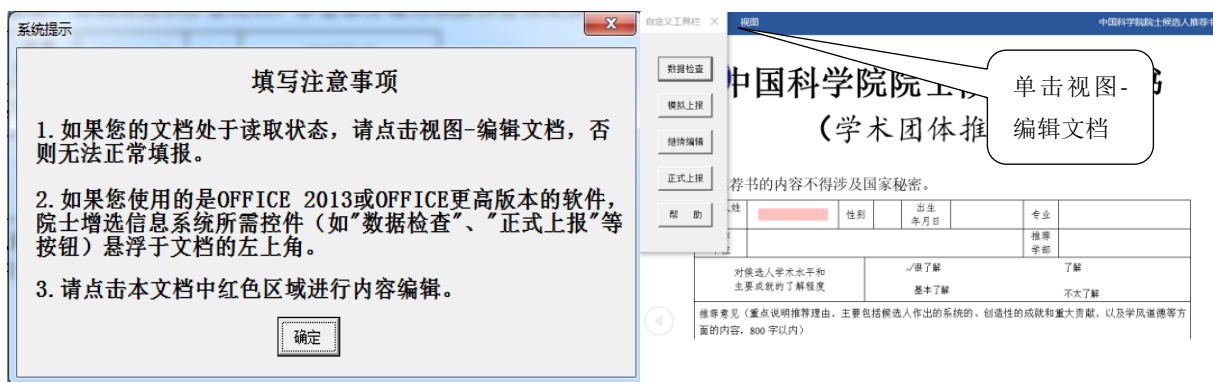 系统提示
填写注意事项
1.如果您的文档处于读取状态，请点击视图-编辑文档，否
则无法正常填报。
2.如果您使用的是OFFICE 2013或OFFICE更高版本的软件，
院士增选信息系统所需控件（如"数据检查"、"正式上报"等
按钮）悬浮于文档的左上角。
3.请点击本文档中红色区域进行内容编辑。
确定
自定义工具栏
视图
中国科学院院士候选人推荐书
数据检查
模拟上报
继续编辑
正式上报
帮 助
单击视图-
编辑文档
中国科学院院士
（学术团体推
荐书的内容不得涉及国家秘密。
姓
性别
出生
年月日
专业
推荐
学部
对候选人学术水平和
主要成就的了解程度
√很了解
了解
基本了解
不太了解
推荐意见（重点说明推荐理由，主要包括候选人作出的系统的、创造性的成就和重大贡献，以及学风道德等方
面的内容，800 字以内）